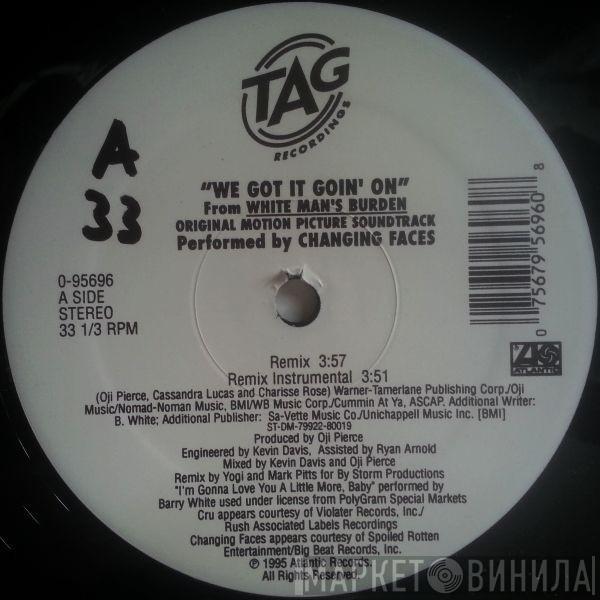 TAG
RECORDINGS
A
33
"WE GOT IT GOIN' ON"
From WHITE MAN'S BURDEN
ORIGINAL MOTION PICTURE SOUNDTRACK
Performed by CHANGING FACES
0-95696
A SIDE
STEREO
33 1/3 RPM
0 75679 56960 8
ATLANTIC
Remix 3:57
Remix Instrumental 3:51
(Oji Pierce, Cassandra Lucas and Charisse Rose) Warner-Tamerlane Publishing Corp./Oji
Music/Nomad-Noman Music, BMI/WB Music Corp./Cummin At Ya, ASCAP. Additional Writer:
B. White; Additional Publisher: Sa-Vette Music Co./Unichappell Music Inc. [BMI]
ST-DM-79922-80019
Produced by Oji Pierce
Engineered by Kevin Davis, Assisted by Ryan Arnold
Mixed by Kevin Davis and Oji Pierce
Remix by Yogi and Mark Pitts for By Storm Productions
"I'm Gonna Love You A Little More, Baby" performed by
Barry White used under license from PolyGram Special Markets
Cru appears courtesy of Violater Records, Inc./
Rush Associated Labels Recordings
Changing Faces appears courtesy of Spoiled Rotten
Entertainment/Big Beat Records, Inc.
℗ 1995 Atlantic Records.
All Rights Reserved.
МАРКЕТ ВИНИЛА